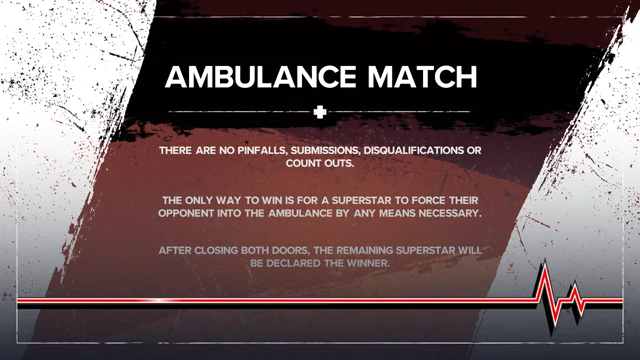 AMBULANCE MATCH
THERE ARE NO PINFALLS, SUBMISSIONS, DISQUALIFICATIONS OR
COUNT OUTS.
THE ONLY WAY TO WIN IS FOR A SUPERSTAR TO FORCE THEIR
OPPONENT INTO THE AMBULANCE BY ANY MEANS NECESSARY.
AFTER CLOSING BOTH DOORS, THE REMAINING SUPERSTAR WILL
BE DECLARED THE WINNER.